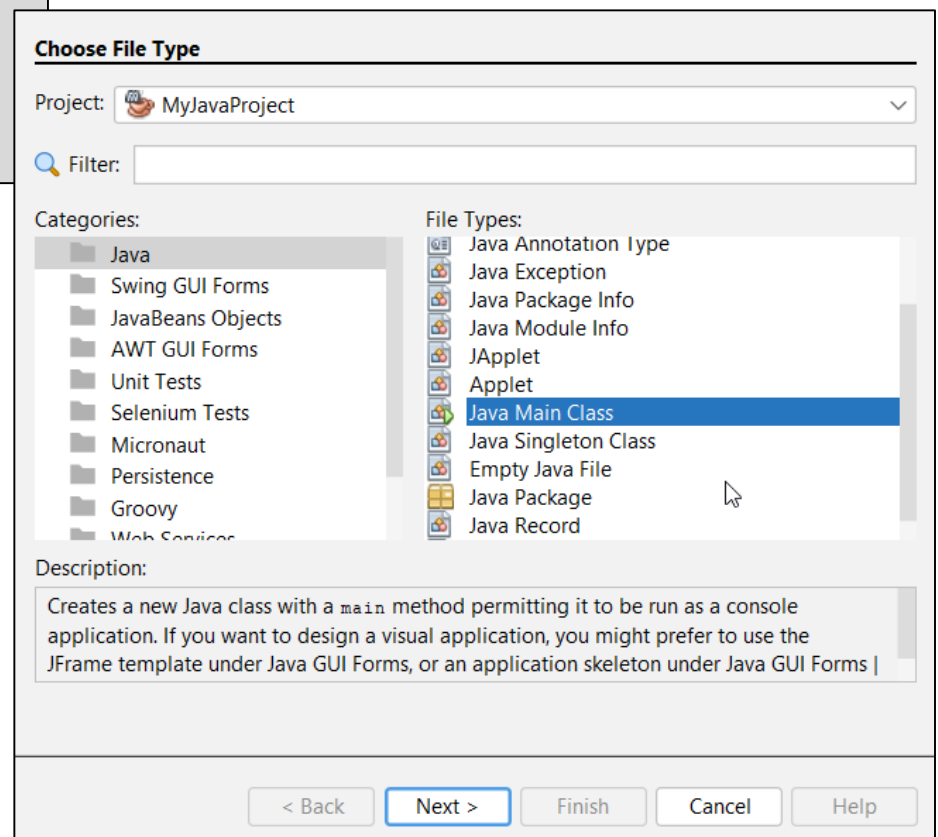 Choose File Type
Project: MyJavaProject
Filter:
Categories:
Java
Swing GUI Forms
JavaBeans Objects
AWT GUI Forms
Unit Tests
Selenium Tests
Micronaut
Persistence
Groovy
Web Services
File Types:
Java Annotation Type
Java Exception
Java Package Info
Java Module Info
JApplet
Applet
Java Main Class
Java Singleton Class
Empty Java File
Java Package
Java Record
Description:
Creates a new Java class with a main method permitting it to be run as a console
application. If you want to design a visual application, you might prefer to use the
JFrame template under Java GUI Forms, or an application skeleton under Java GUI Forms |
< Back Next > Finish Cancel Help